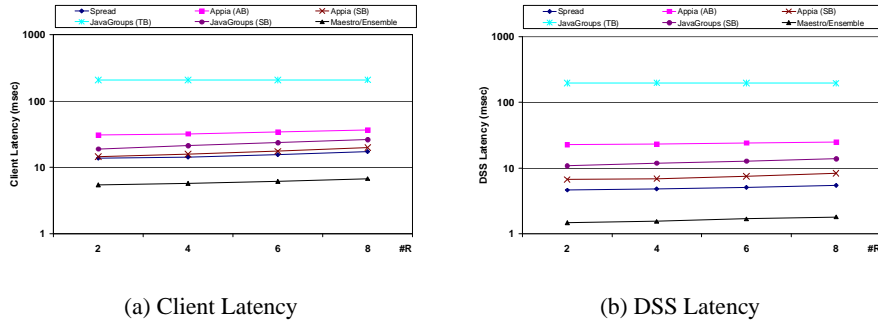 Spread Appia (AB) Appia (SB)
JavaGroups (TB) JavaGroups (SB) Maestro/Ensemble
Client Latency (msec)
1000
100
10
1
2 4 6 8 #R
(a) Client Latency
Spread Appia (AB) Appia (SB)
JavaGroups (TB) JavaGroups (SB) Maestro/Ensemble
DSS Latency (msec)
1000
100
10
1
2 4 6 8 #R
(b) DSS Latency